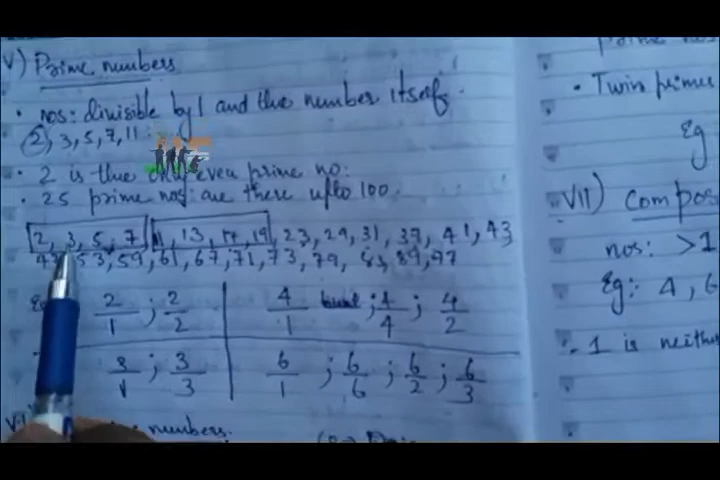 V) Prime numbers
• nos: divisible by 1 and the number itself.
2, 3, 5, 7, 11
• 2 is the only even prime no:
• 25 prime nos: are there upto 100.
2, 3, 5, 7, 11, 13, 17, 19, 23, 29, 31, 37, 41, 43
47, 53, 59, 61, 67, 71, 73, 79, 83, 89, 97
2/1 ; 2/2
4/1 ; 4/4 ; 4/2
3/1 ; 3/3
6/1 ; 6/6 ; 6/2 ; 6/3
numbers.
• Twin primes
Eg
VII) Compos
nos: >1
Eg: 4, 6
∴ 1 is neithe